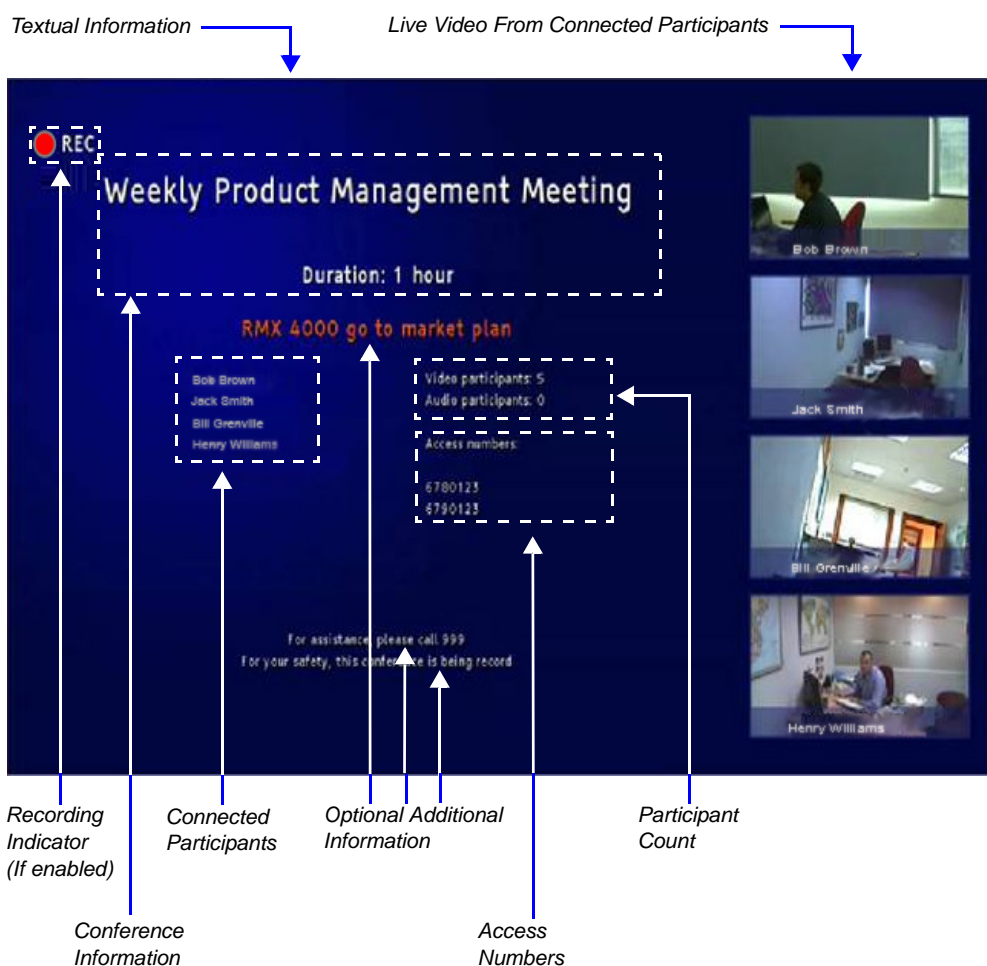 Textual Information
Live Video From Connected Participants
REC
Weekly Product Management Meeting
Duration: 1 hour
RMX 4000 go to market plan
Bob Brown
Jack Smith
Bill Grenville
Henry Williams
Video participants: 5
Audio participants: 0
Access numbers:
6780123
6790123
For assistance, please call 999
For your safety, this conference is being record
Bob Brown
Jack Smith
Bill Grenville
Henry Williams
Recording
Indicator
(If enabled)
Connected
Participants
Optional Additional
Information
Participant
Count
Conference
Information
Access
Numbers